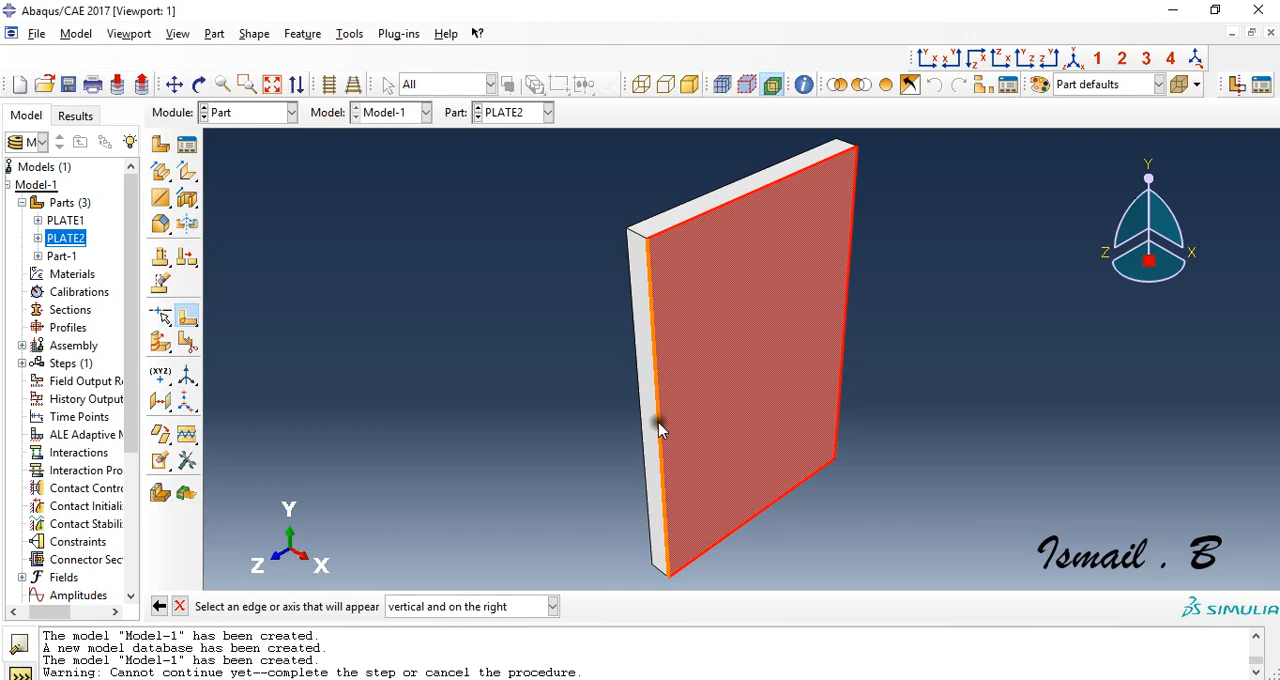 Abaqus/CAE 2017 [Viewport: 1]
File Model Viewport View Part Shape Feature Tools Plug-ins Help
1 2 3 4
All
Part defaults
Model Results
Module: Part Model: Model-1 Part: PLATE2
M
Models (1)
Model-1
Parts (3)
PLATE1
PLATE2
Part-1
Materials
Calibrations
Sections
Profiles
Assembly
Steps (1)
Field Output R
History Output
Time Points
ALE Adaptive M
Interactions
Interaction Pro
Contact Contr
Contact Initiali
Contact Stabili
Constraints
Connector Sec
Fields
Amplitudes
(XYZ)
Y
Z X
Y
Z X
Ismail . B
Select an edge or axis that will appear vertical and on the right
SIMULIA
The model "Model-1" has been created.
A new model database has been created.
The model "Model-1" has been created.
Warning: Cannot continue yet--complete the step or cancel the procedure.
>>>